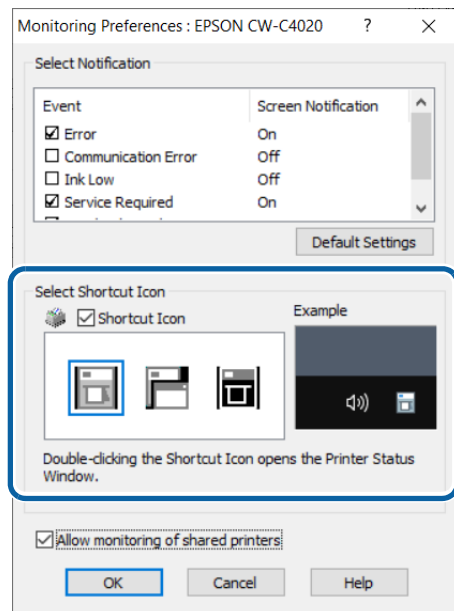 Monitoring Preferences : EPSON CW-C4020 ? ×
Select Notification
Event Screen Notification
Error On
Communication Error Off
Ink Low Off
Service Required On
Default Settings
Select Shortcut Icon
Shortcut Icon
Example
Double-clicking the Shortcut Icon opens the Printer Status
Window.
Allow monitoring of shared printers
OK Cancel Help